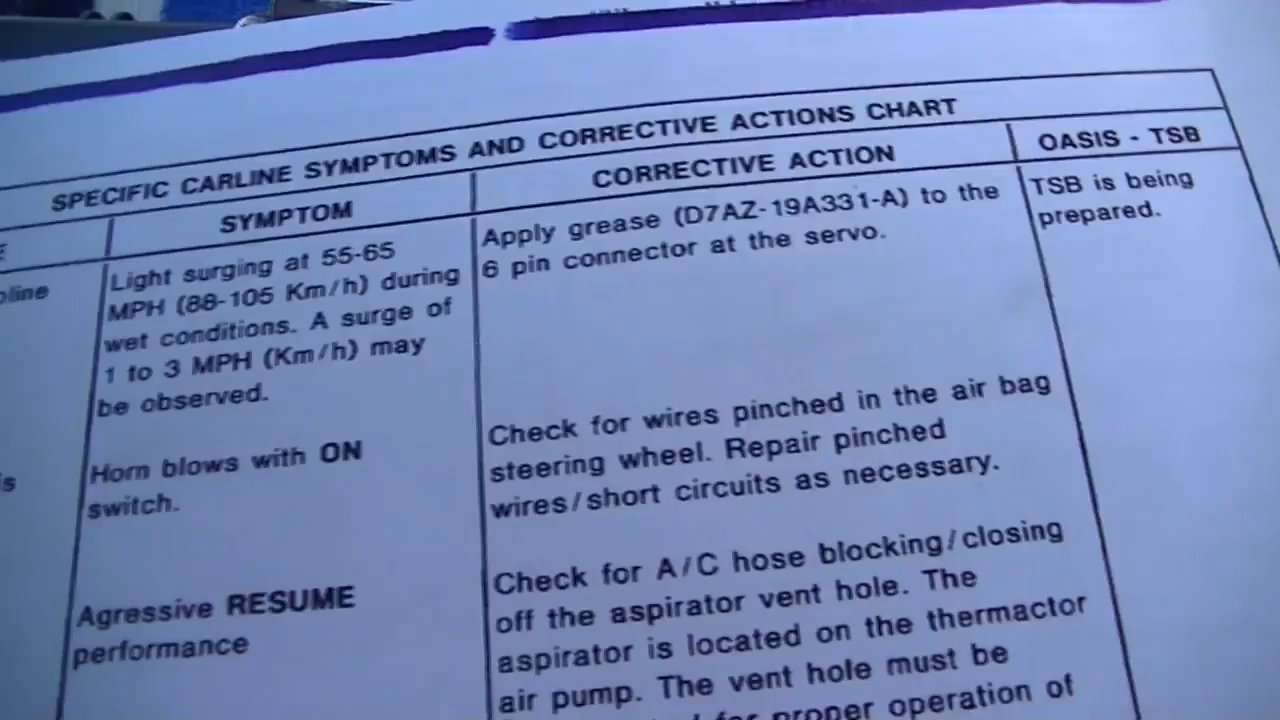 SPECIFIC CARLINE SYMPTOMS AND CORRECTIVE ACTIONS CHART
SYMPTOM
CORRECTIVE ACTION
OASIS - TSB
Light surging at 55-65
MPH (88-105 Km/h) during
wet conditions. A surge of
1 to 3 MPH (Km/h) may
be observed.
Apply grease (D7AZ-19A331-A) to the
6 pin connector at the servo.
TSB is being
prepared.
Horn blows with ON
switch.
Check for wires pinched in the air bag
steering wheel. Repair pinched
wires/short circuits as necessary.
Agressive RESUME
performance
Check for A/C hose blocking/closing
off the aspirator vent hole. The
aspirator is located on the thermactor
air pump. The vent hole must be
for proper operation of